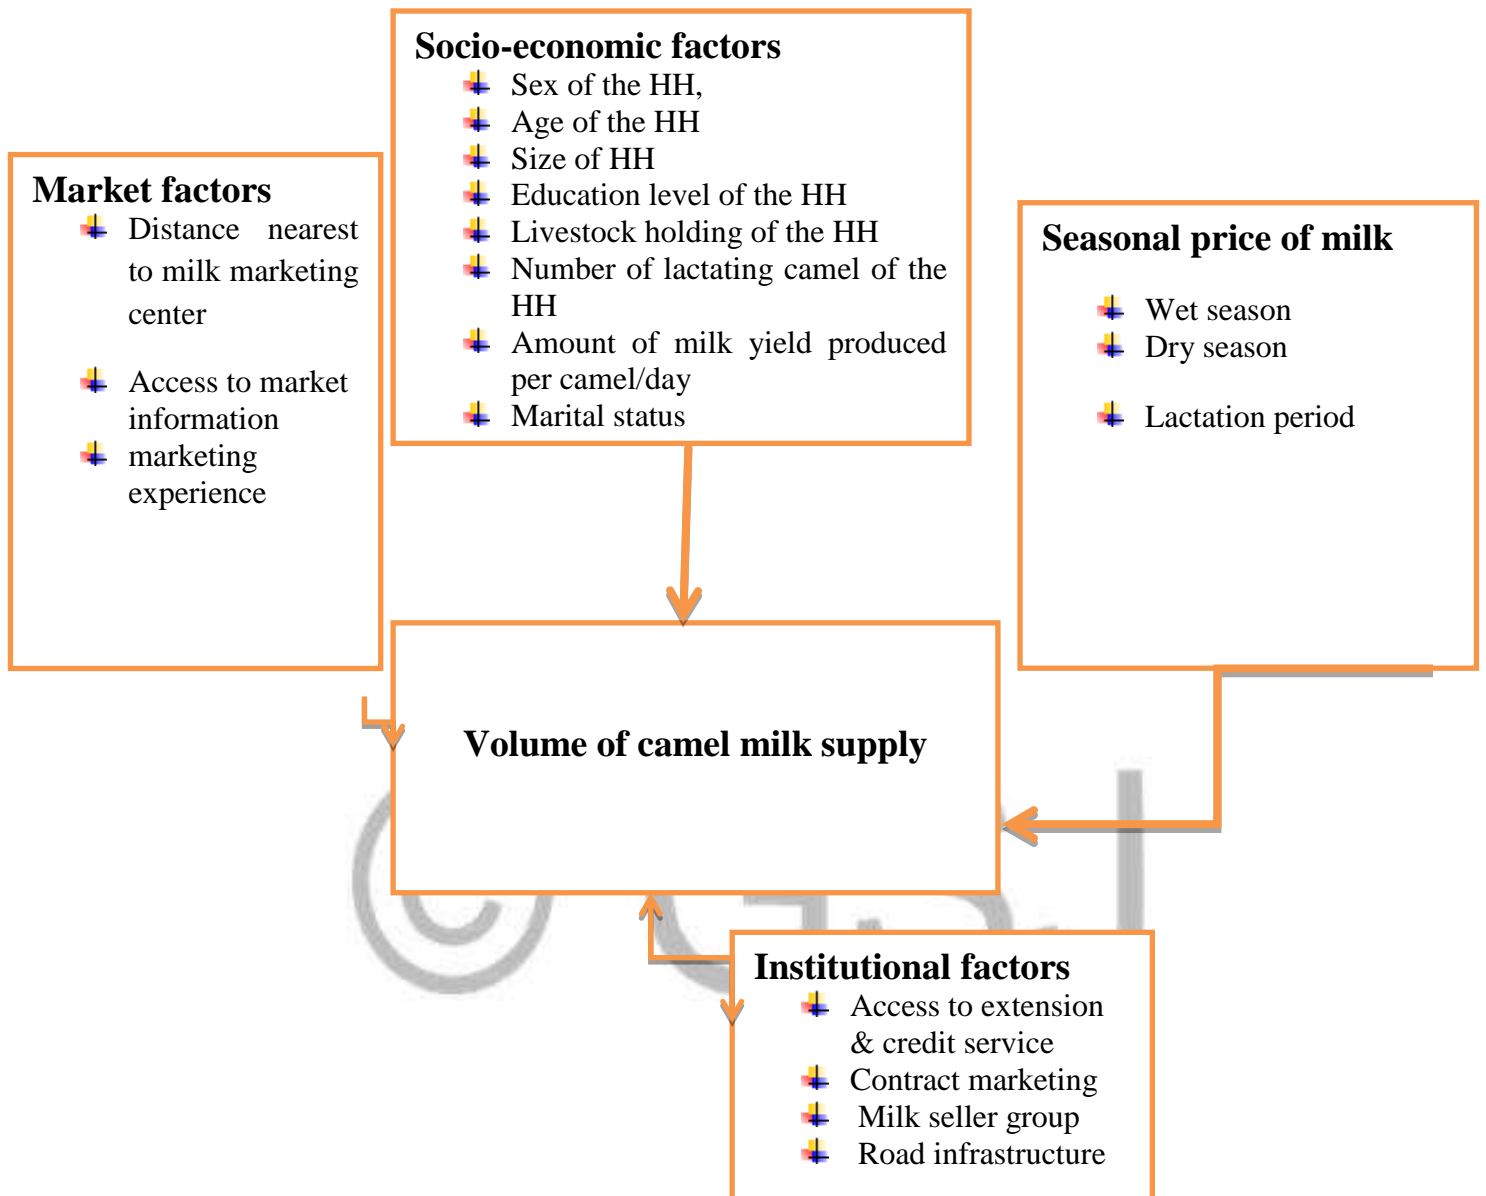 Socio-economic factors
Sex of the HH,
Age of the HH
Size of HH
Education level of the HH
Livestock holding of the HH
Number of lactating camel of the
HH
Amount of milk yield produced
per camel/day
Marital status
Market factors
Distance nearest
to milk marketing
center
Access to market
information
marketing
experience
Seasonal price of milk
Wet season
Dry season
Lactation period
Volume of camel milk supply
Institutional factors
Access to extension
& credit service
Contract marketing
Milk seller group
Road infrastructure